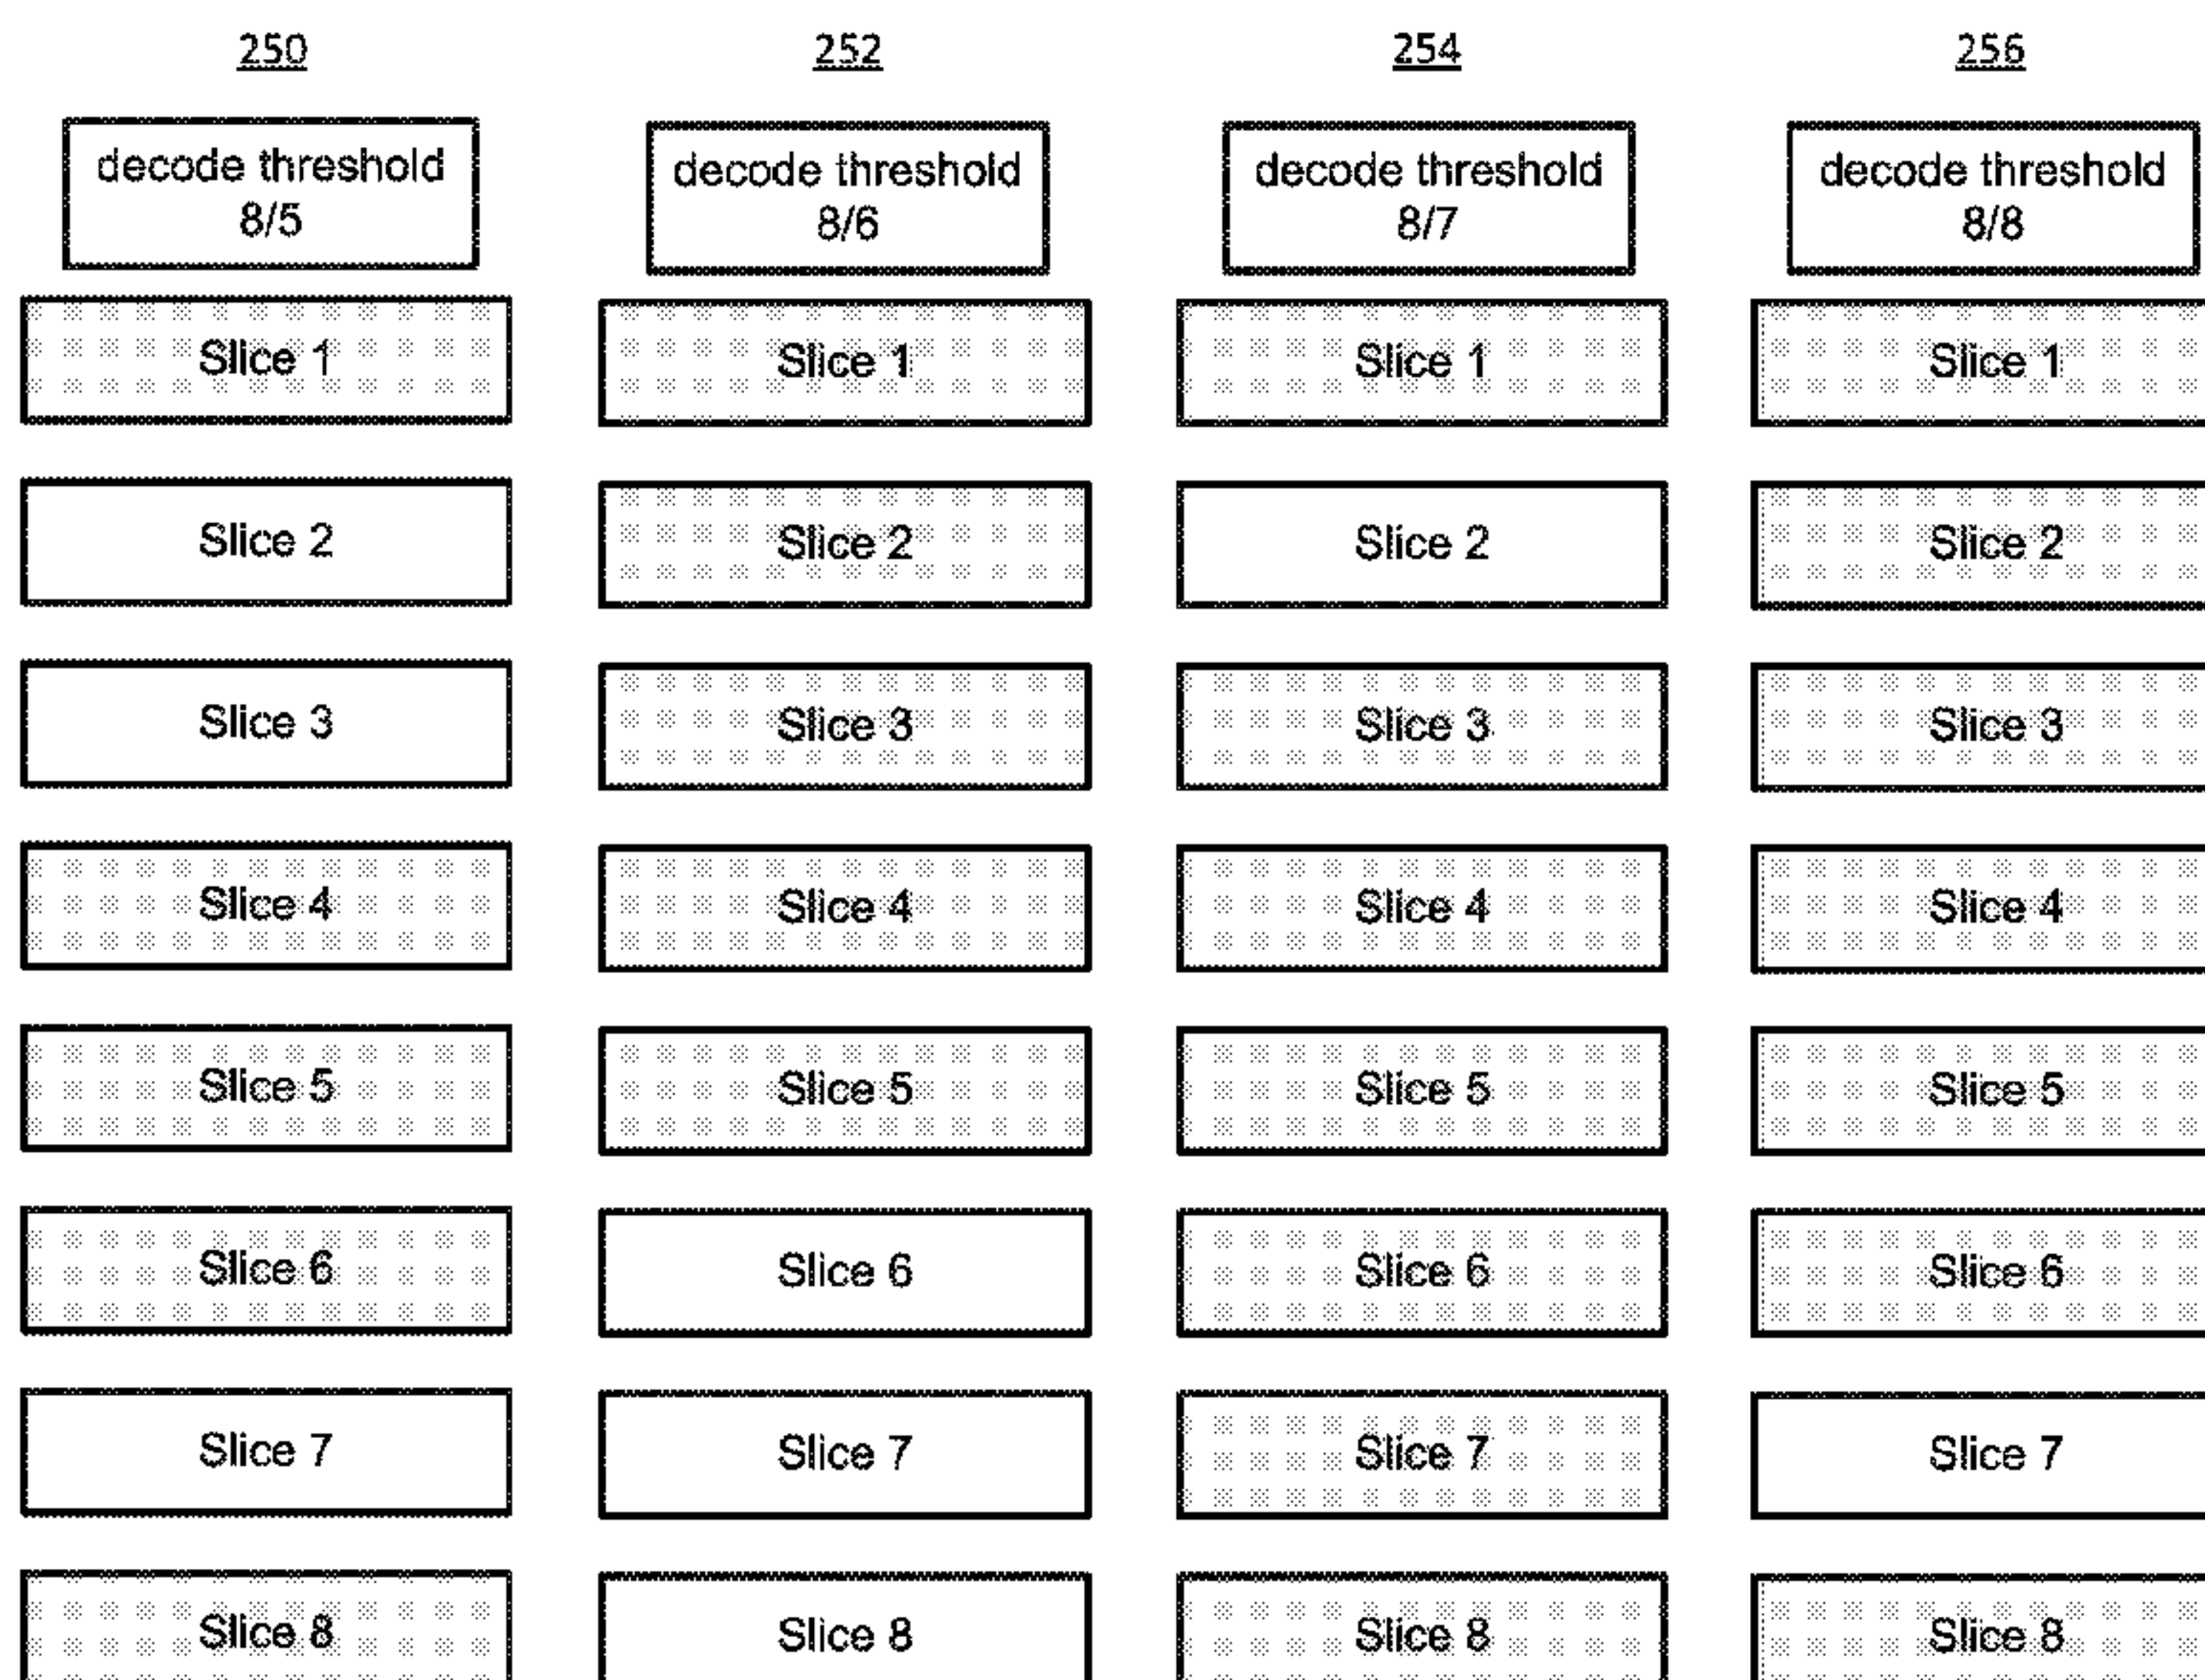 250 252 254 256
decode threshold decode threshold decode threshold decode threshold
8/5 8/6 8/7 8/8
Slice 1 Slice 1 Slice 1 Slice 1
Slice 2 Slice 2 Slice 2 Slice 2
Slice 3 Slice 3 Slice 3 Slice 3
Slice 4 Slice 4 Slice 4 Slice 4
Slice 5 Slice 5 Slice 5 Slice 5
Slice 6 Slice 6 Slice 6 Slice 6
Slice 7 Slice 7 Slice 7 Slice 7
Slice 8 Slice 8 Slice 8 Slice 8